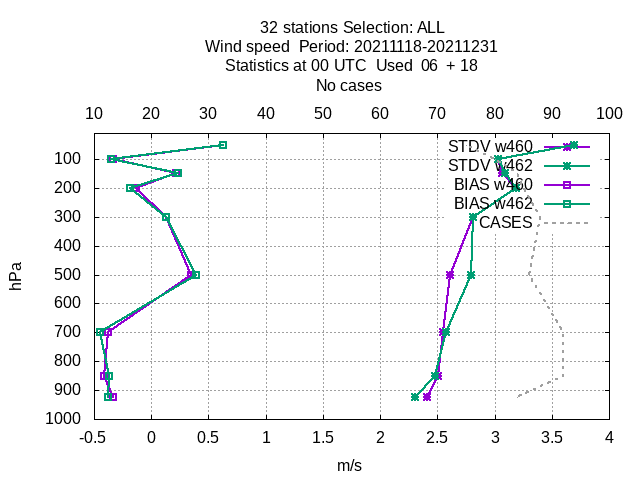 32 stations Selection: ALL
Wind speed  Period: 20211118-20211231
Statistics at 00 UTC  Used  06  + 18
No cases
10 20 30 40 50 60 70 80 90 100
STDV w460
STDV w462
BIAS w460
BIAS w462
CASES
hPa
100
200
300
400
500
600
700
800
900
1000
-0.5 0 0.5 1 1.5 2 2.5 3 3.5 4
m/s